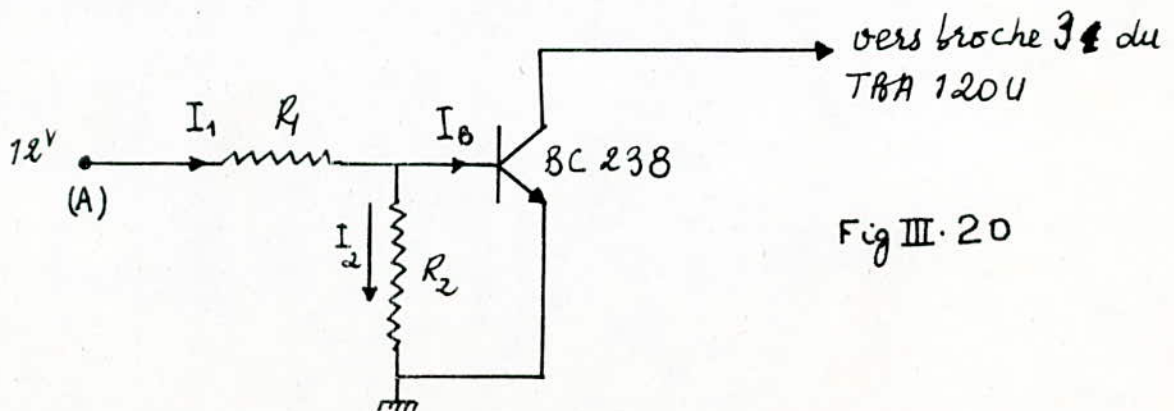 vers broche 3 du
TBA 120U
12V
I1
R1
IB
BC 238
(A)
I2
R2
Fig III.20